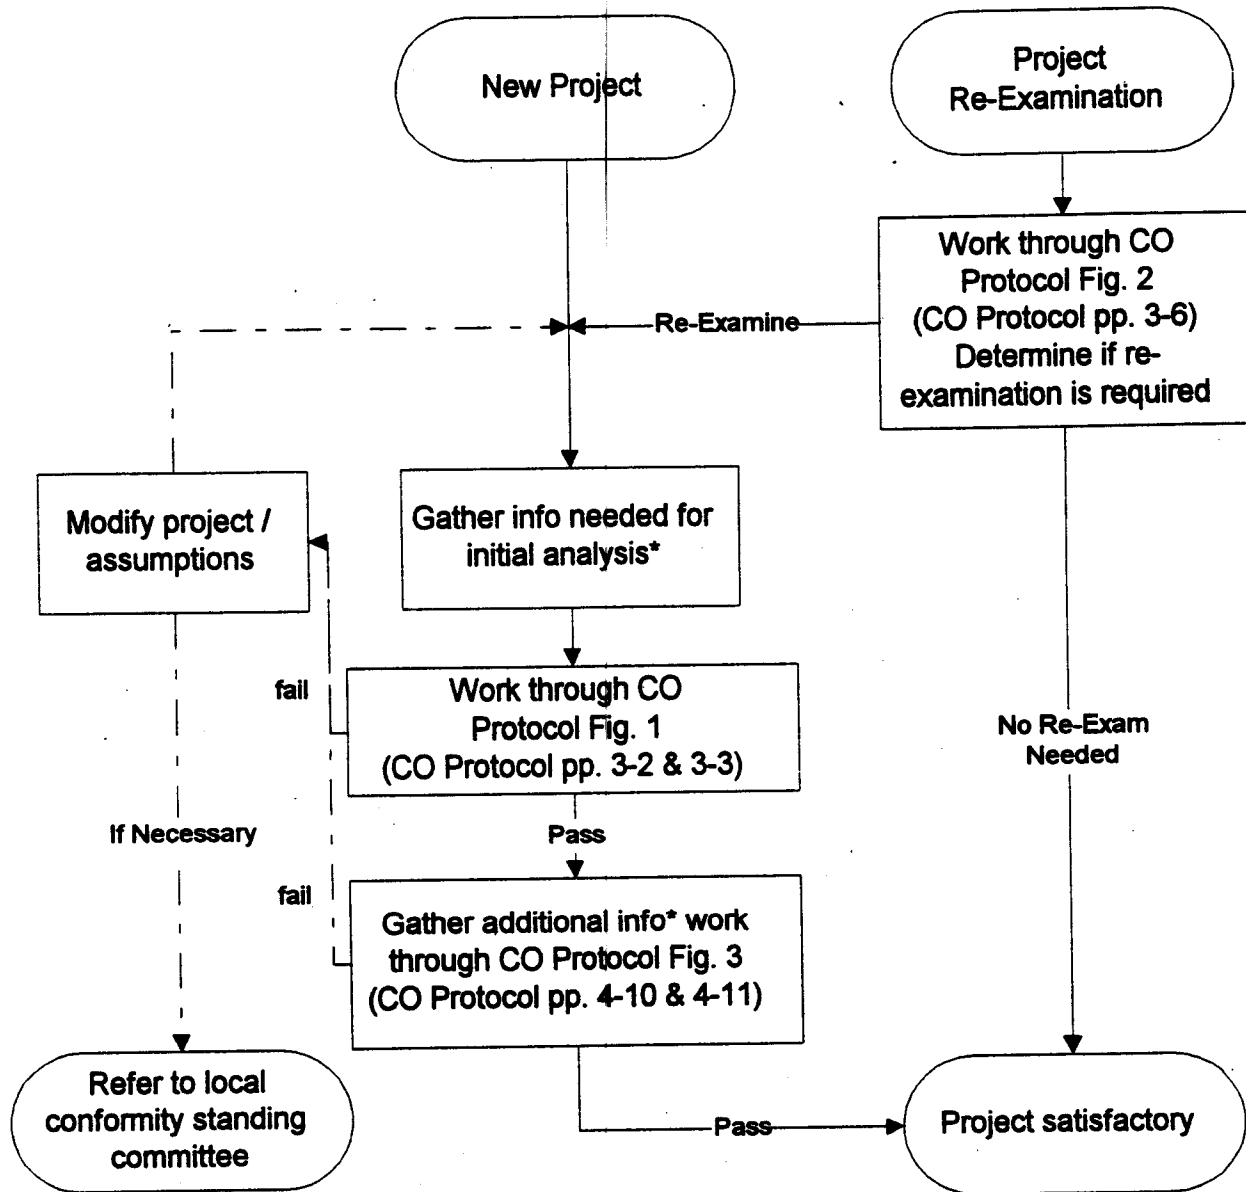 New Project
Project
Re-Examination
Work through CO
Protocol Fig. 2
(CO Protocol pp. 3-6)
Determine if re-
examination is required
Re-Examine
Modify project /
assumptions
Gather info needed for
initial analysis*
fail
Work through CO
Protocol Fig. 1
(CO Protocol pp. 3-2 & 3-3)
No Re-Exam
Needed
If Necessary
Pass
fail
Gather additional info* work
through CO Protocol Fig. 3
(CO Protocol pp. 4-10 & 4-11)
Refer to local
conformity standing
committee
Pass
Project satisfactory